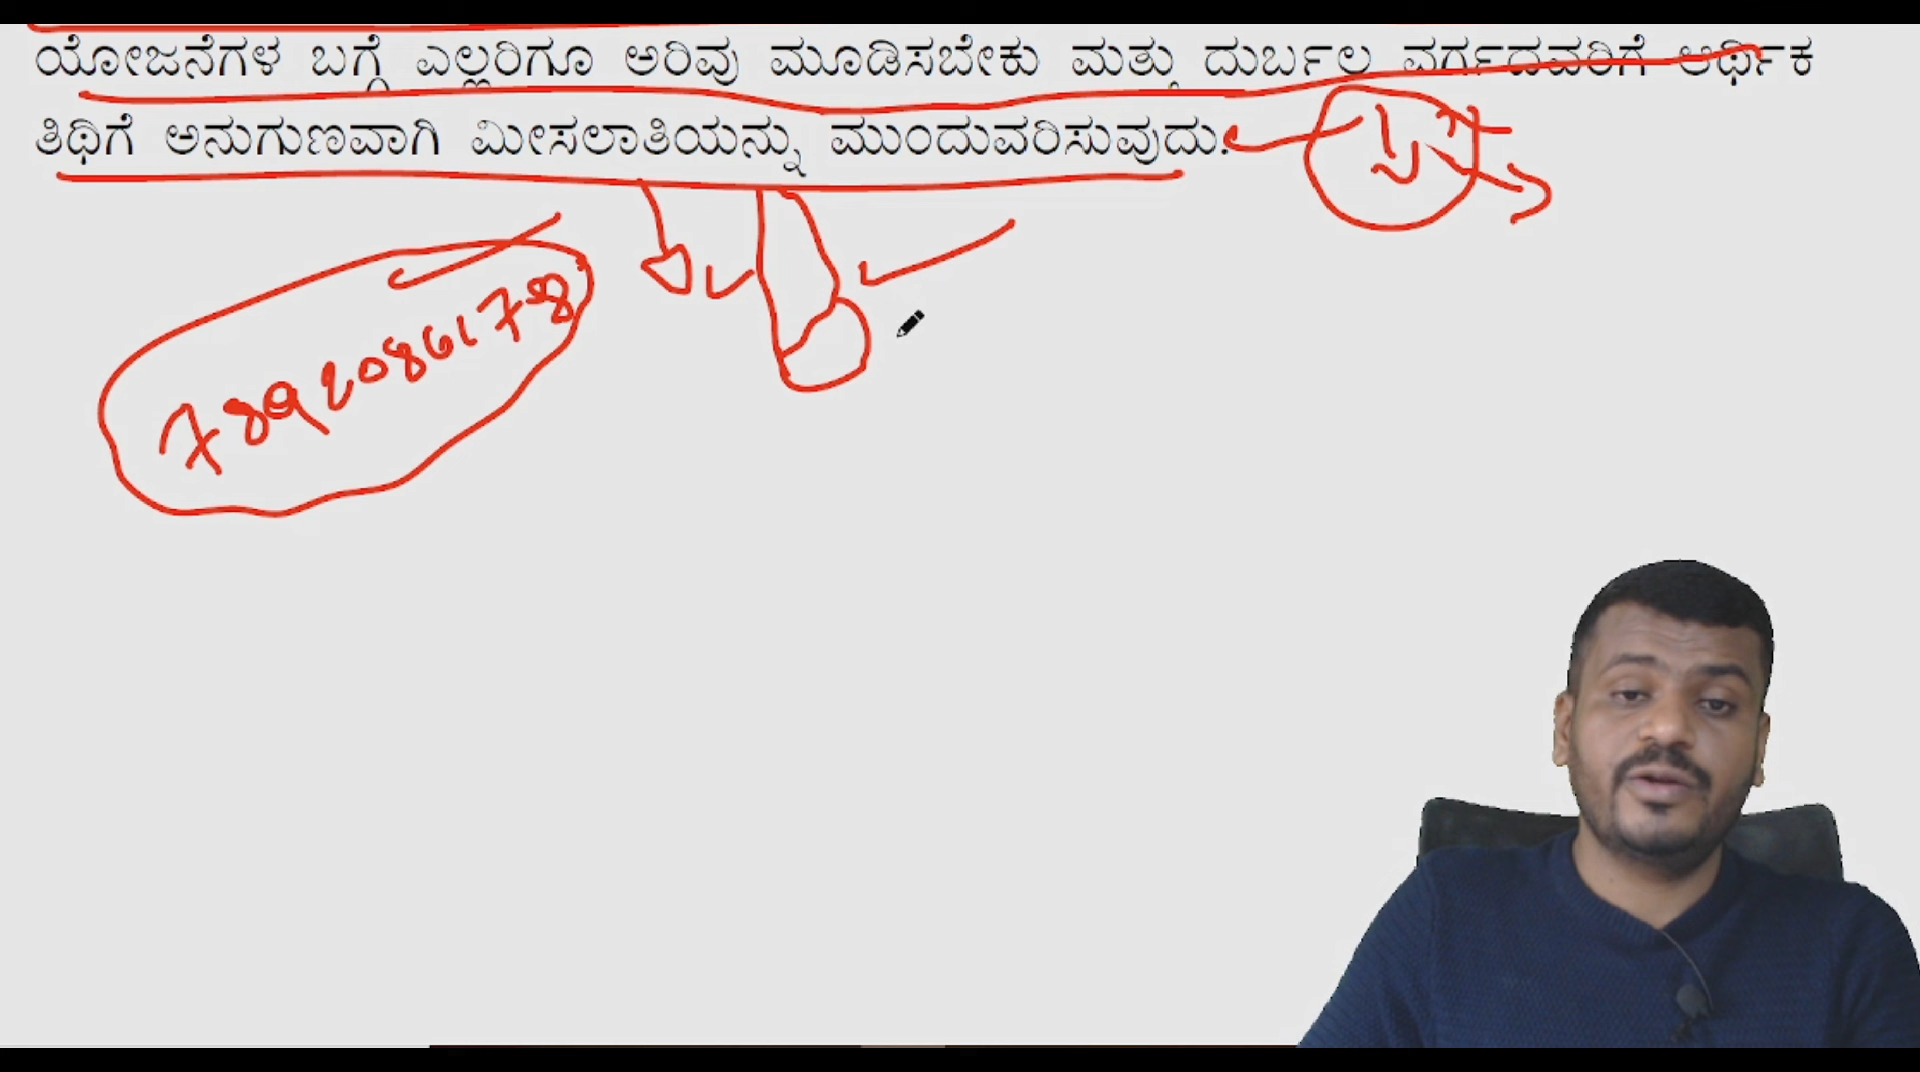 ಯೋಜನೆಗಳ ಬಗ್ಗೆ ಎಲ್ಲರಿಗೂ ಅರಿವು ಮೂಡಿಸಬೇಕು ಮತ್ತು ದುರ್ಬಲ ವರ್ಗದವರಿಗೆ ಆರ್ಥಿಕ
ತಿಥಿಗೆ ಅನುಗುಣವಾಗಿ ಮೀಸಲಾತಿಯನ್ನು ಮುಂದುವರಿಸುವುದು.
7892086178